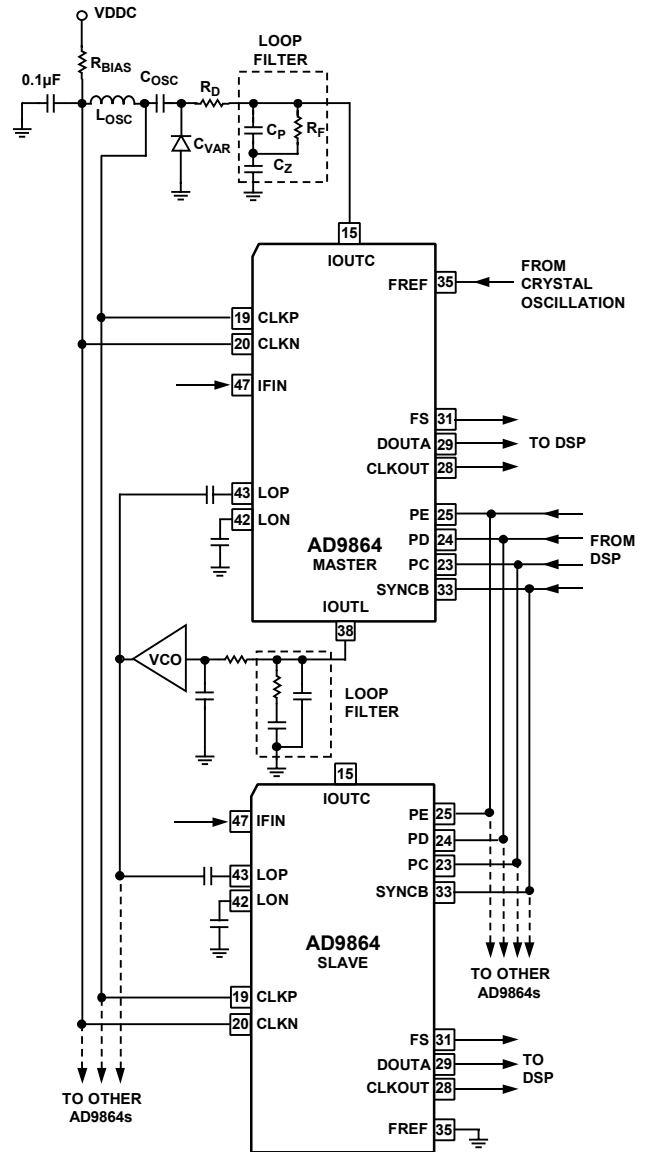 VDDC
RBIAS
LOOP
FILTER
0.1µF
COSC
RD
LOSC
CVAR
CP
RF
CZ
15
IOUTC
FREF
35
FROM
CRYSTAL
OSCILLATION
19
CLKP
20
CLKN
47
IFIN
FS
31
DOUTA
29
TO DSP
CLKOUT
28
43
LOP
42
LON
PE
25
PD
24
PC
23
SYNCB
33
FROM
DSP
AD9864
MASTER
IOUTL
38
VCO
LOOP
FILTER
15
IOUTC
47
IFIN
PE
25
PD
24
PC
23
SYNCB
33
43
LOP
42
LON
AD9864
SLAVE
TO OTHER
AD9864s
19
CLKP
20
CLKN
FS
31
DOUTA
29
CLKOUT
28
TO
DSP
TO OTHER
AD9864s
FREF
35